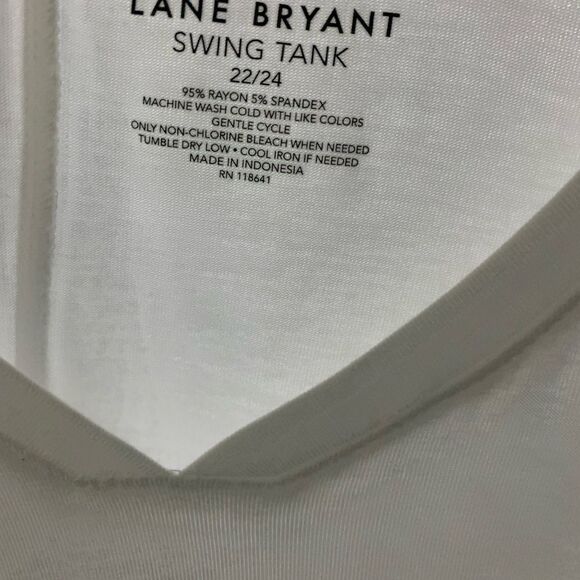 LANE BRYANT
SWING TANK
22/24
95% RAYON 5% SPANDEX
MACHINE WASH COLD WITH LIKE COLORS
GENTLE CYCLE
ONLY NON-CHLORINE BLEACH WHEN NEEDED
TUMBLE DRY LOW • COOL IRON IF NEEDED
MADE IN INDONESIA
RN 118641